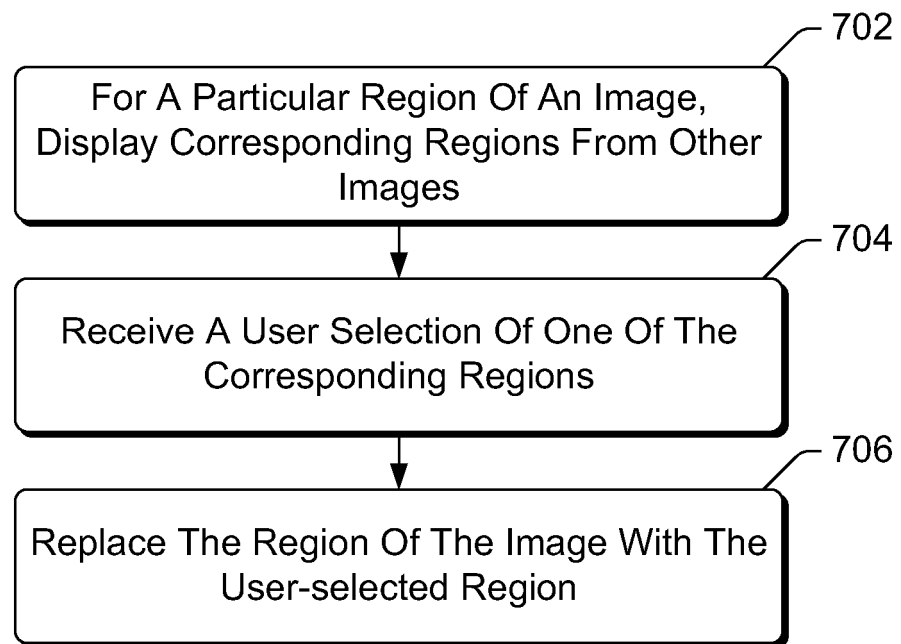 702
For A Particular Region Of An Image,
Display Corresponding Regions From Other
Images
704
Receive A User Selection Of One Of The
Corresponding Regions
706
Replace The Region Of The Image With The
User-selected Region